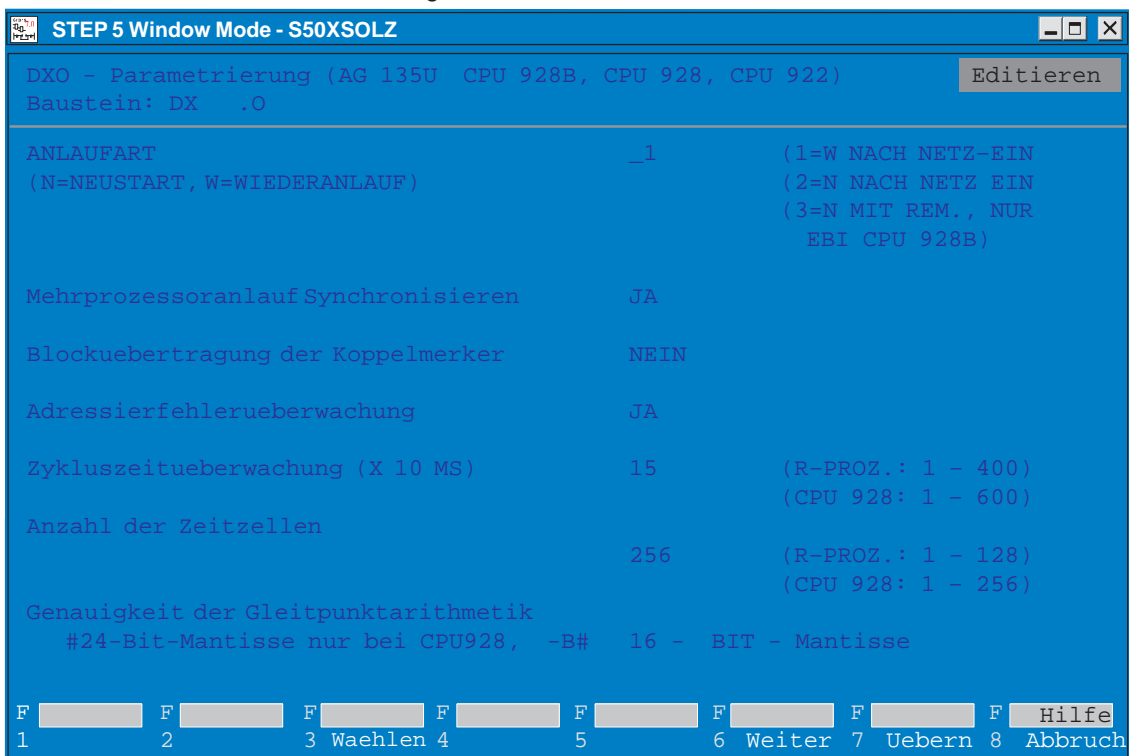 STEP 5 Window Mode - S50XSOLZ
DXO - Parametrierung (AG 135U CPU 928B, CPU 928, CPU 922) Editieren
Baustein: DX .O
ANLAUFART _1 (1=W NACH NETZ-EIN
(N=NEUSTART, W=WIEDERANLAUF) (2=N NACH NETZ EIN
(3=N MIT REM., NUR
EBI CPU 928B)
Mehrprozessoranlauf Synchronisieren JA
Blockuebertragung der Koppelmerker NEIN
Adressierfehlerueberwachung JA
Zykluszeitueberwachung (X 10 MS) 15 (R-PROZ.: 1 - 400)
(CPU 928: 1 - 600)
Anzahl der Zeitzellen
256 (R-PROZ.: 1 - 128)
(CPU 928: 1 - 256)
Genauigkeit der Gleitpunktarithmetik
#24-Bit-Mantisse nur bei CPU928, -B# 16 - BIT - Mantisse
F F F F F F F F Hilfe
1 2 3 Waehlen 4 5 6 Weiter 7 Uebern 8 Abbruch